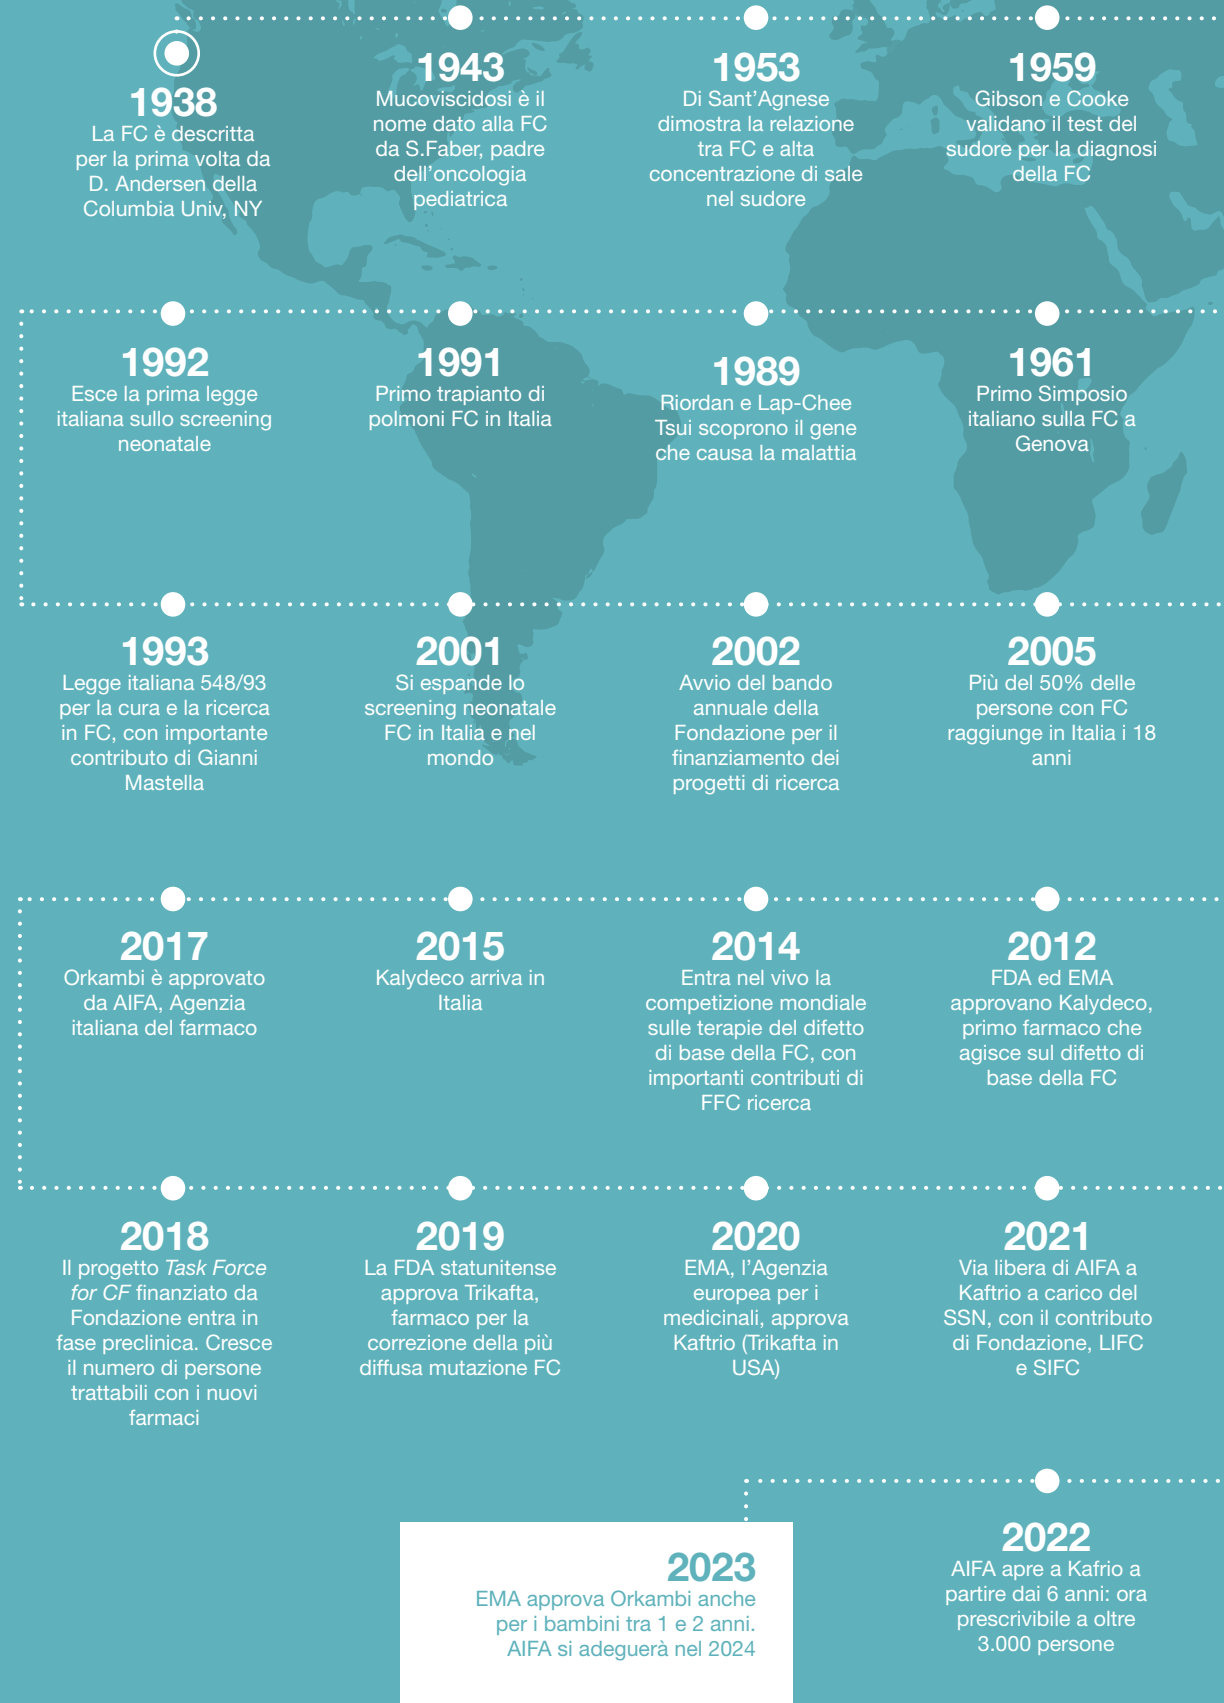 1938
La FC è descritta
per la prima volta da
D. Andersen della
Columbia Univ, NY
1943
Mucoviscidosi è il
nome dato alla FC
da S.Faber, padre
dell'oncologia
pediatrica
1953
Di Sant'Agnese
dimostra la relazione
tra FC e alta
concentrazione di sale
nel sudore
1959
Gibson e Cooke
validano il test del
sudore per la diagnosi
della FC
1992
Esce la prima legge
italiana sullo screening
neonatale
1991
Primo trapianto di
polmoni FC in Italia
1989
Riordan e Lap-Chee
Tsui scoprono il gene
che causa la malattia
1961
Primo Simposio
italiano sulla FC a
Genova
1993
Legge italiana 548/93
per la cura e la ricerca
in FC, con importante
contributo di Gianni
Mastella
2001
Si espande lo
screening neonatale
FC in Italia e nel
mondo
2002
Avvio del bando
annuale della
Fondazione per il
finanziamento dei
progetti di ricerca
2005
Più del 50% delle
persone con FC
raggiunge in Italia i 18
anni
2017
Orkambi è approvato
da AIFA, Agenzia
italiana del farmaco
2015
Kalydeco arriva in
Italia
2014
Entra nel vivo la
competizione mondiale
sulle terapie del difetto
di base della FC, con
importanti contributi di
FFC ricerca
2012
FDA ed EMA
approvano Kalydeco,
primo farmaco che
agisce sul difetto di
base della FC
2018
Il progetto Task Force
for CF finanziato da
Fondazione entra in
fase preclinica. Cresce
il numero di persone
trattabili con i nuovi
farmaci
2019
La FDA statunitense
approva Trikafta,
farmaco per la
correzione della più
diffusa mutazione FC
2020
EMA, l'Agenzia
europea per i
medicinali, approva
Kaftrio (Trikafta in
USA)
2021
Via libera di AIFA a
Kaftrio a carico del
SSN, con il contributo
di Fondazione, LIFC
e SIFC
2023
EMA approva Orkambi anche
per i bambini tra 1 e 2 anni.
AIFA si adeguerà nel 2024
2022
AIFA apre a Kafrio a
partire dai 6 anni: ora
prescrivibile a oltre
3.000 persone